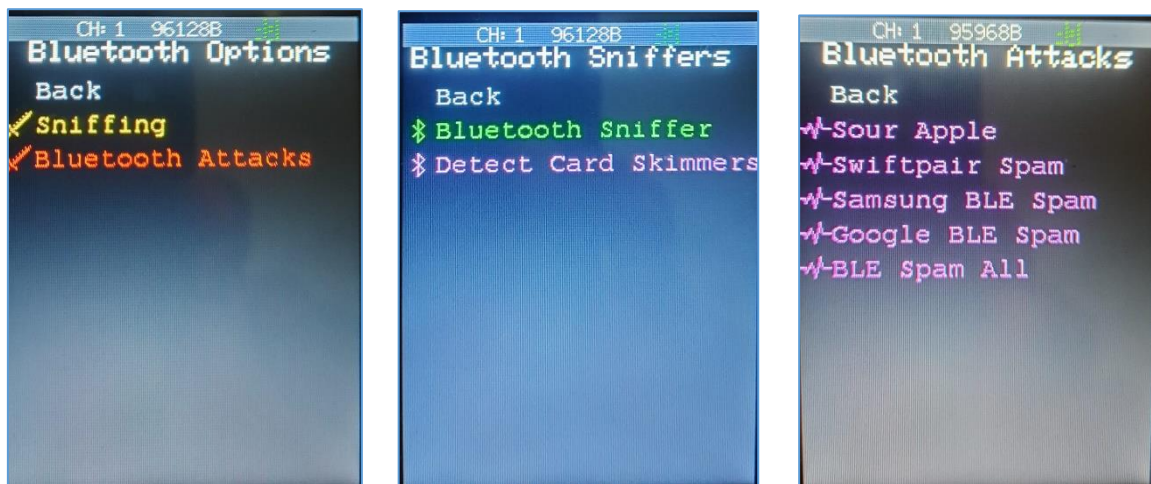 CH: 1 96128B
Bluetooth Options
Back
Sniffing
Bluetooth Attacks
CH: 1 96128B
Bluetooth Sniffers
Back
Bluetooth Sniffer
Detect Card Skimmers
CH: 1 95968B
Bluetooth Attacks
Back
Sour Apple
Swiftpair Spam
Samsung BLE Spam
Google BLE Spam
BLE Spam All